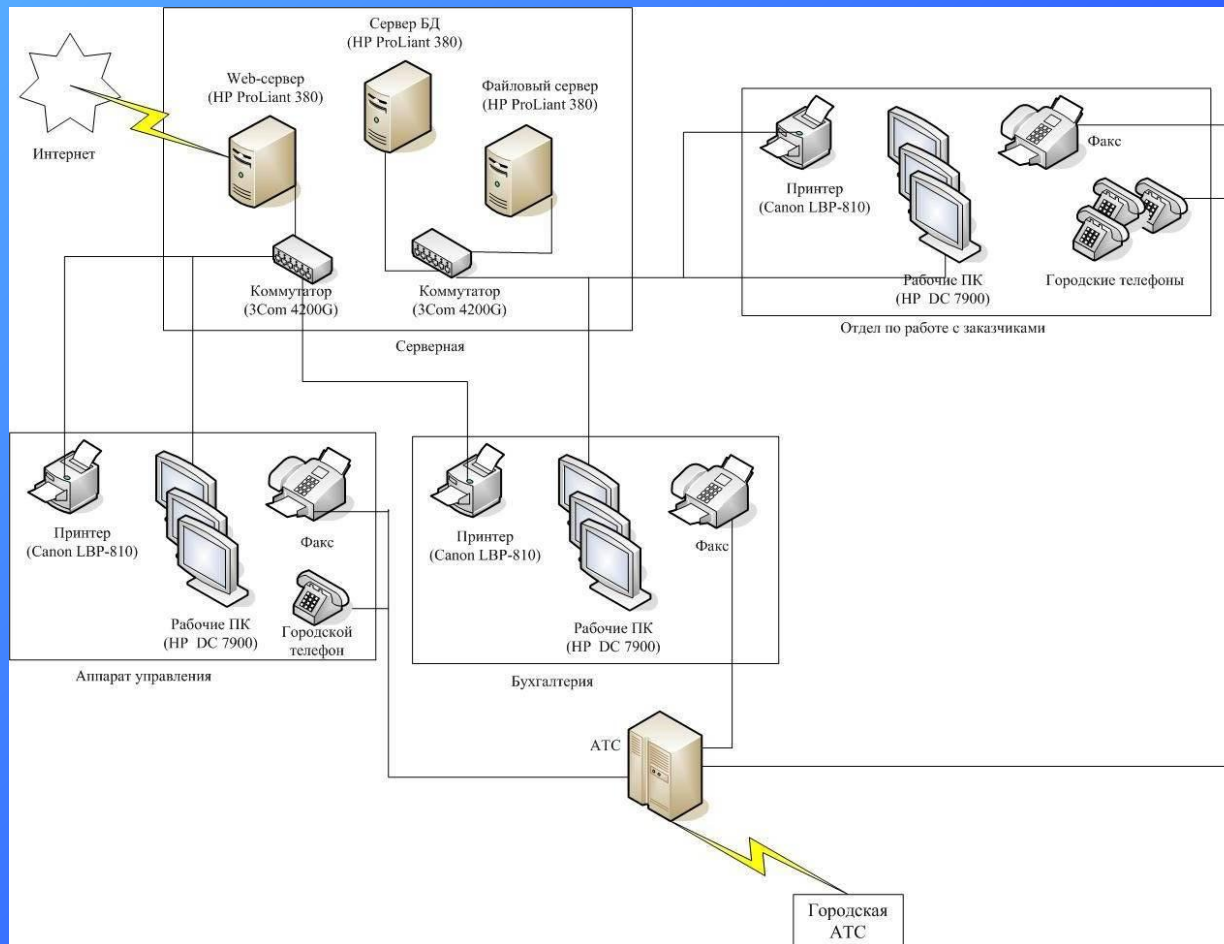 Сервер БД
(HP ProLiant 380)
Web-сервер
(HP ProLiant 380)
Файловый сервер
(HP ProLiant 380)
Интернет
Коммутатор
(3Com 4200G)
Коммутатор
(3Com 4200G)
Серверная
Принтер
(Canon LBP-810)
Факс
Рабочие ПК
(HP DC 7900)
Городские телефоны
Отдел по работе с заказчиками
Принтер
(Canon LBP-810)
Факс
Рабочие ПК
(HP DC 7900)
Городской
телефон
Аппарат управления
Принтер
(Canon LBP-810)
Факс
Рабочие ПК
(HP DC 7900)
Бухгалтерия
АТС
Городская
АТС